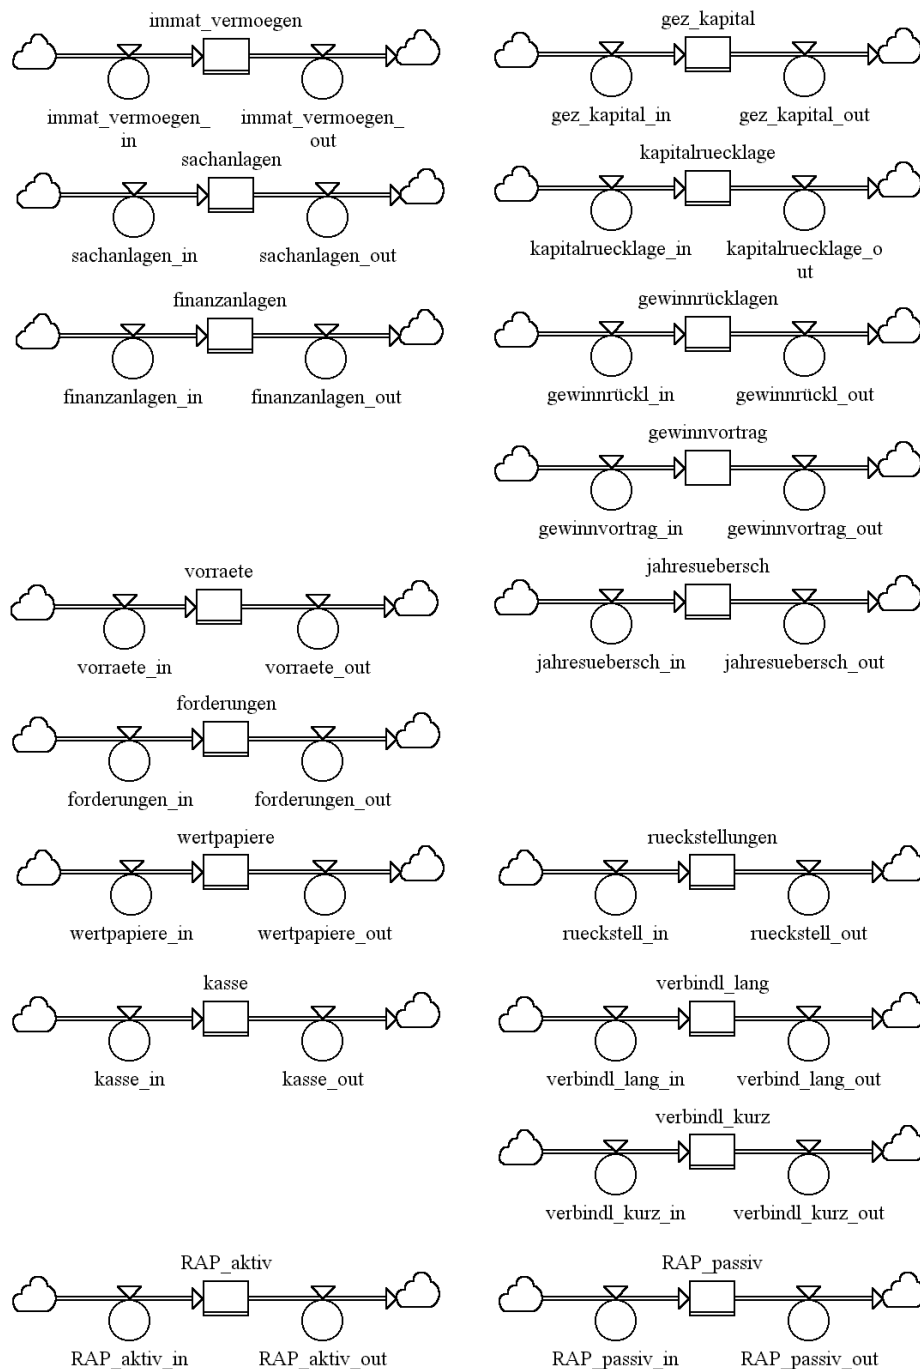 immat_vermoegen
immat_vermoegen_
in
immat_vermoegen_
out
sachanlagen
sachanlagen_in
sachanlagen_out
finanzanlagen
finanzanlagen_in
finanzanlagen_out
vorraete
vorraete_in
vorraete_out
forderungen
forderungen_in
forderungen_out
wertpapiere
wertpapiere_in
wertpapiere_out
kasse
kasse_in
kasse_out
RAP_aktiv
RAP_aktiv_in
RAP_aktiv_out
gez_kapital
gez_kapital_in
gez_kapital_out
kapitalruecklage
kapitalruecklage_in
kapitalruecklage_o
ut
gewinnrücklagen
gewinnrückl_in
gewinnrückl_out
gewinnvortrag
gewinnvortrag_in
gewinnvortrag_out
jahresuebersch
jahresuebersch_in
jahresuebersch_out
rueckstellungen
rueckstell_in
rueckstell_out
verbindl_lang
verbindl_lang_in
verbind_lang_out
verbindl_kurz
verbindl_kurz_in
verbindl_kurz_out
RAP_passiv
RAP_passiv_in
RAP_passiv_out